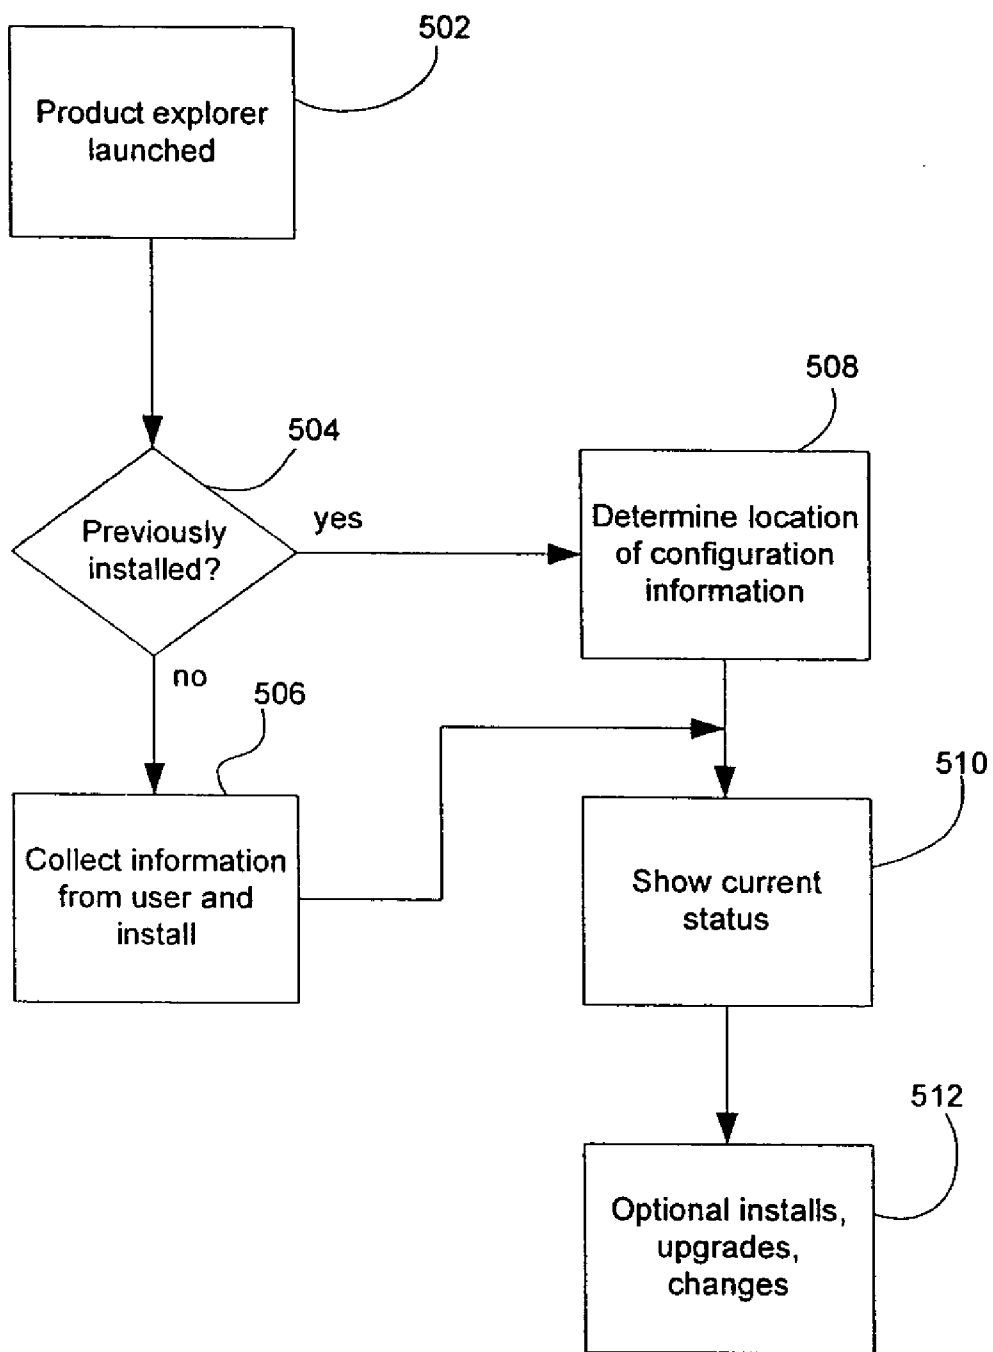 502
Product explorer
launched
508
504
Previously
installed?
yes
Determine location
of configuration
information
no
506
510
Collect information
from user and
install
Show current
status
512
Optional installs,
upgrades,
changes